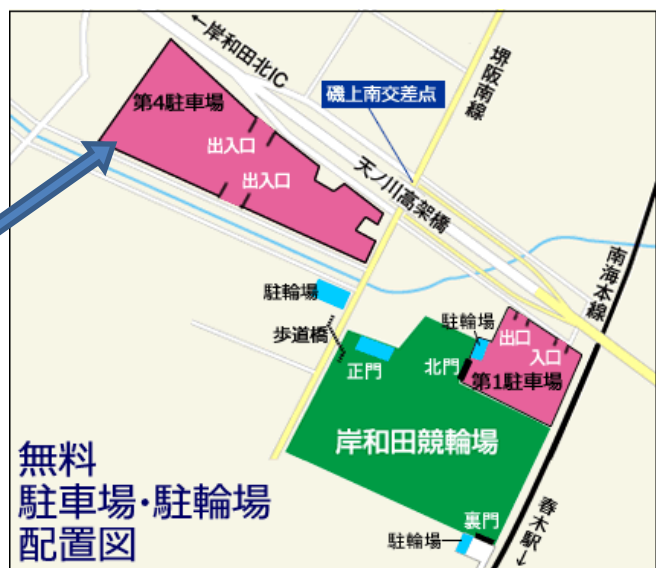 ←岸和田北IC
堺阪南線
磯上南交差点
第4駐車場
出入口
出入口
天ノ川高架橋
南海本線
駐輪場
駐輪場
出口
入口
歩道橋
正門
北門
第1駐車場
岸和田競輪場
無料
駐車場・駐輪場
配置図
裏門
駐輪場
春木駅→